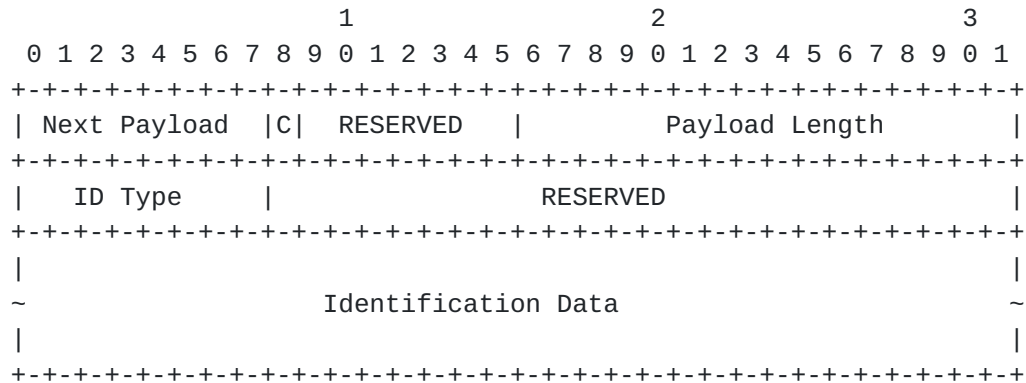 1                   2                   3
 0 1 2 3 4 5 6 7 8 9 0 1 2 3 4 5 6 7 8 9 0 1 2 3 4 5 6 7 8 9 0 1
+-+-+-+-+-+-+-+-+-+-+-+-+-+-+-+-+-+-+-+-+-+-+-+-+-+-+-+-+-+-+-+-+
| Next Payload  |C|  RESERVED   |         Payload Length        |
+-+-+-+-+-+-+-+-+-+-+-+-+-+-+-+-+-+-+-+-+-+-+-+-+-+-+-+-+-+-+-+-+
|   ID Type     |                 RESERVED                      |
+-+-+-+-+-+-+-+-+-+-+-+-+-+-+-+-+-+-+-+-+-+-+-+-+-+-+-+-+-+-+-+-+
|                                                               |
~                   Identification Data                         ~
|                                                               |
+-+-+-+-+-+-+-+-+-+-+-+-+-+-+-+-+-+-+-+-+-+-+-+-+-+-+-+-+-+-+-+-+